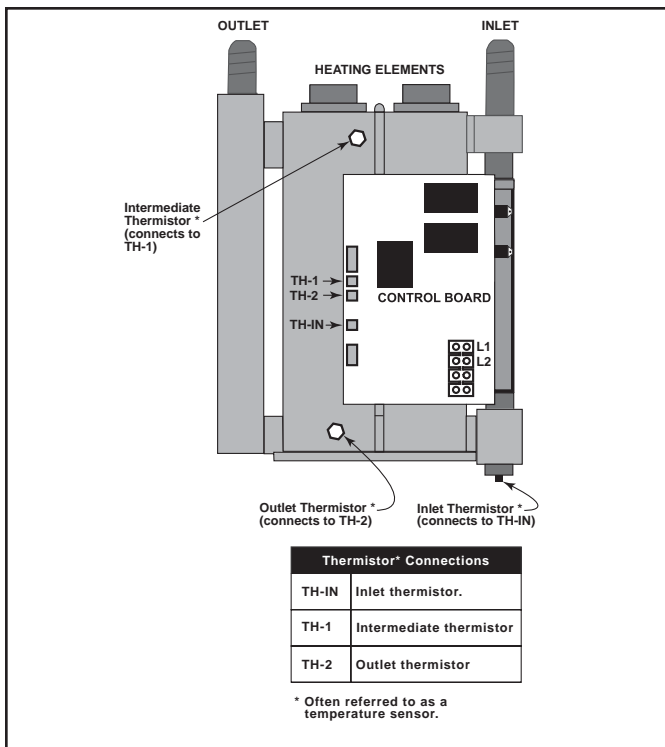 OUTLET
INLET
HEATING ELEMENTS
Intermediate
Thermistor *
(connects to
TH-1)
TH-1
TH-2
TH-IN
CONTROL BOARD
L1
L2
Outlet Thermistor *
(connects to TH-2)
Inlet Thermistor *
(connects to TH-IN)
Thermistor* Connections
TH-IN Inlet thermistor.
TH-1 Intermediate thermistor
TH-2 Outlet thermistor
* Often referred to as a
temperature sensor.